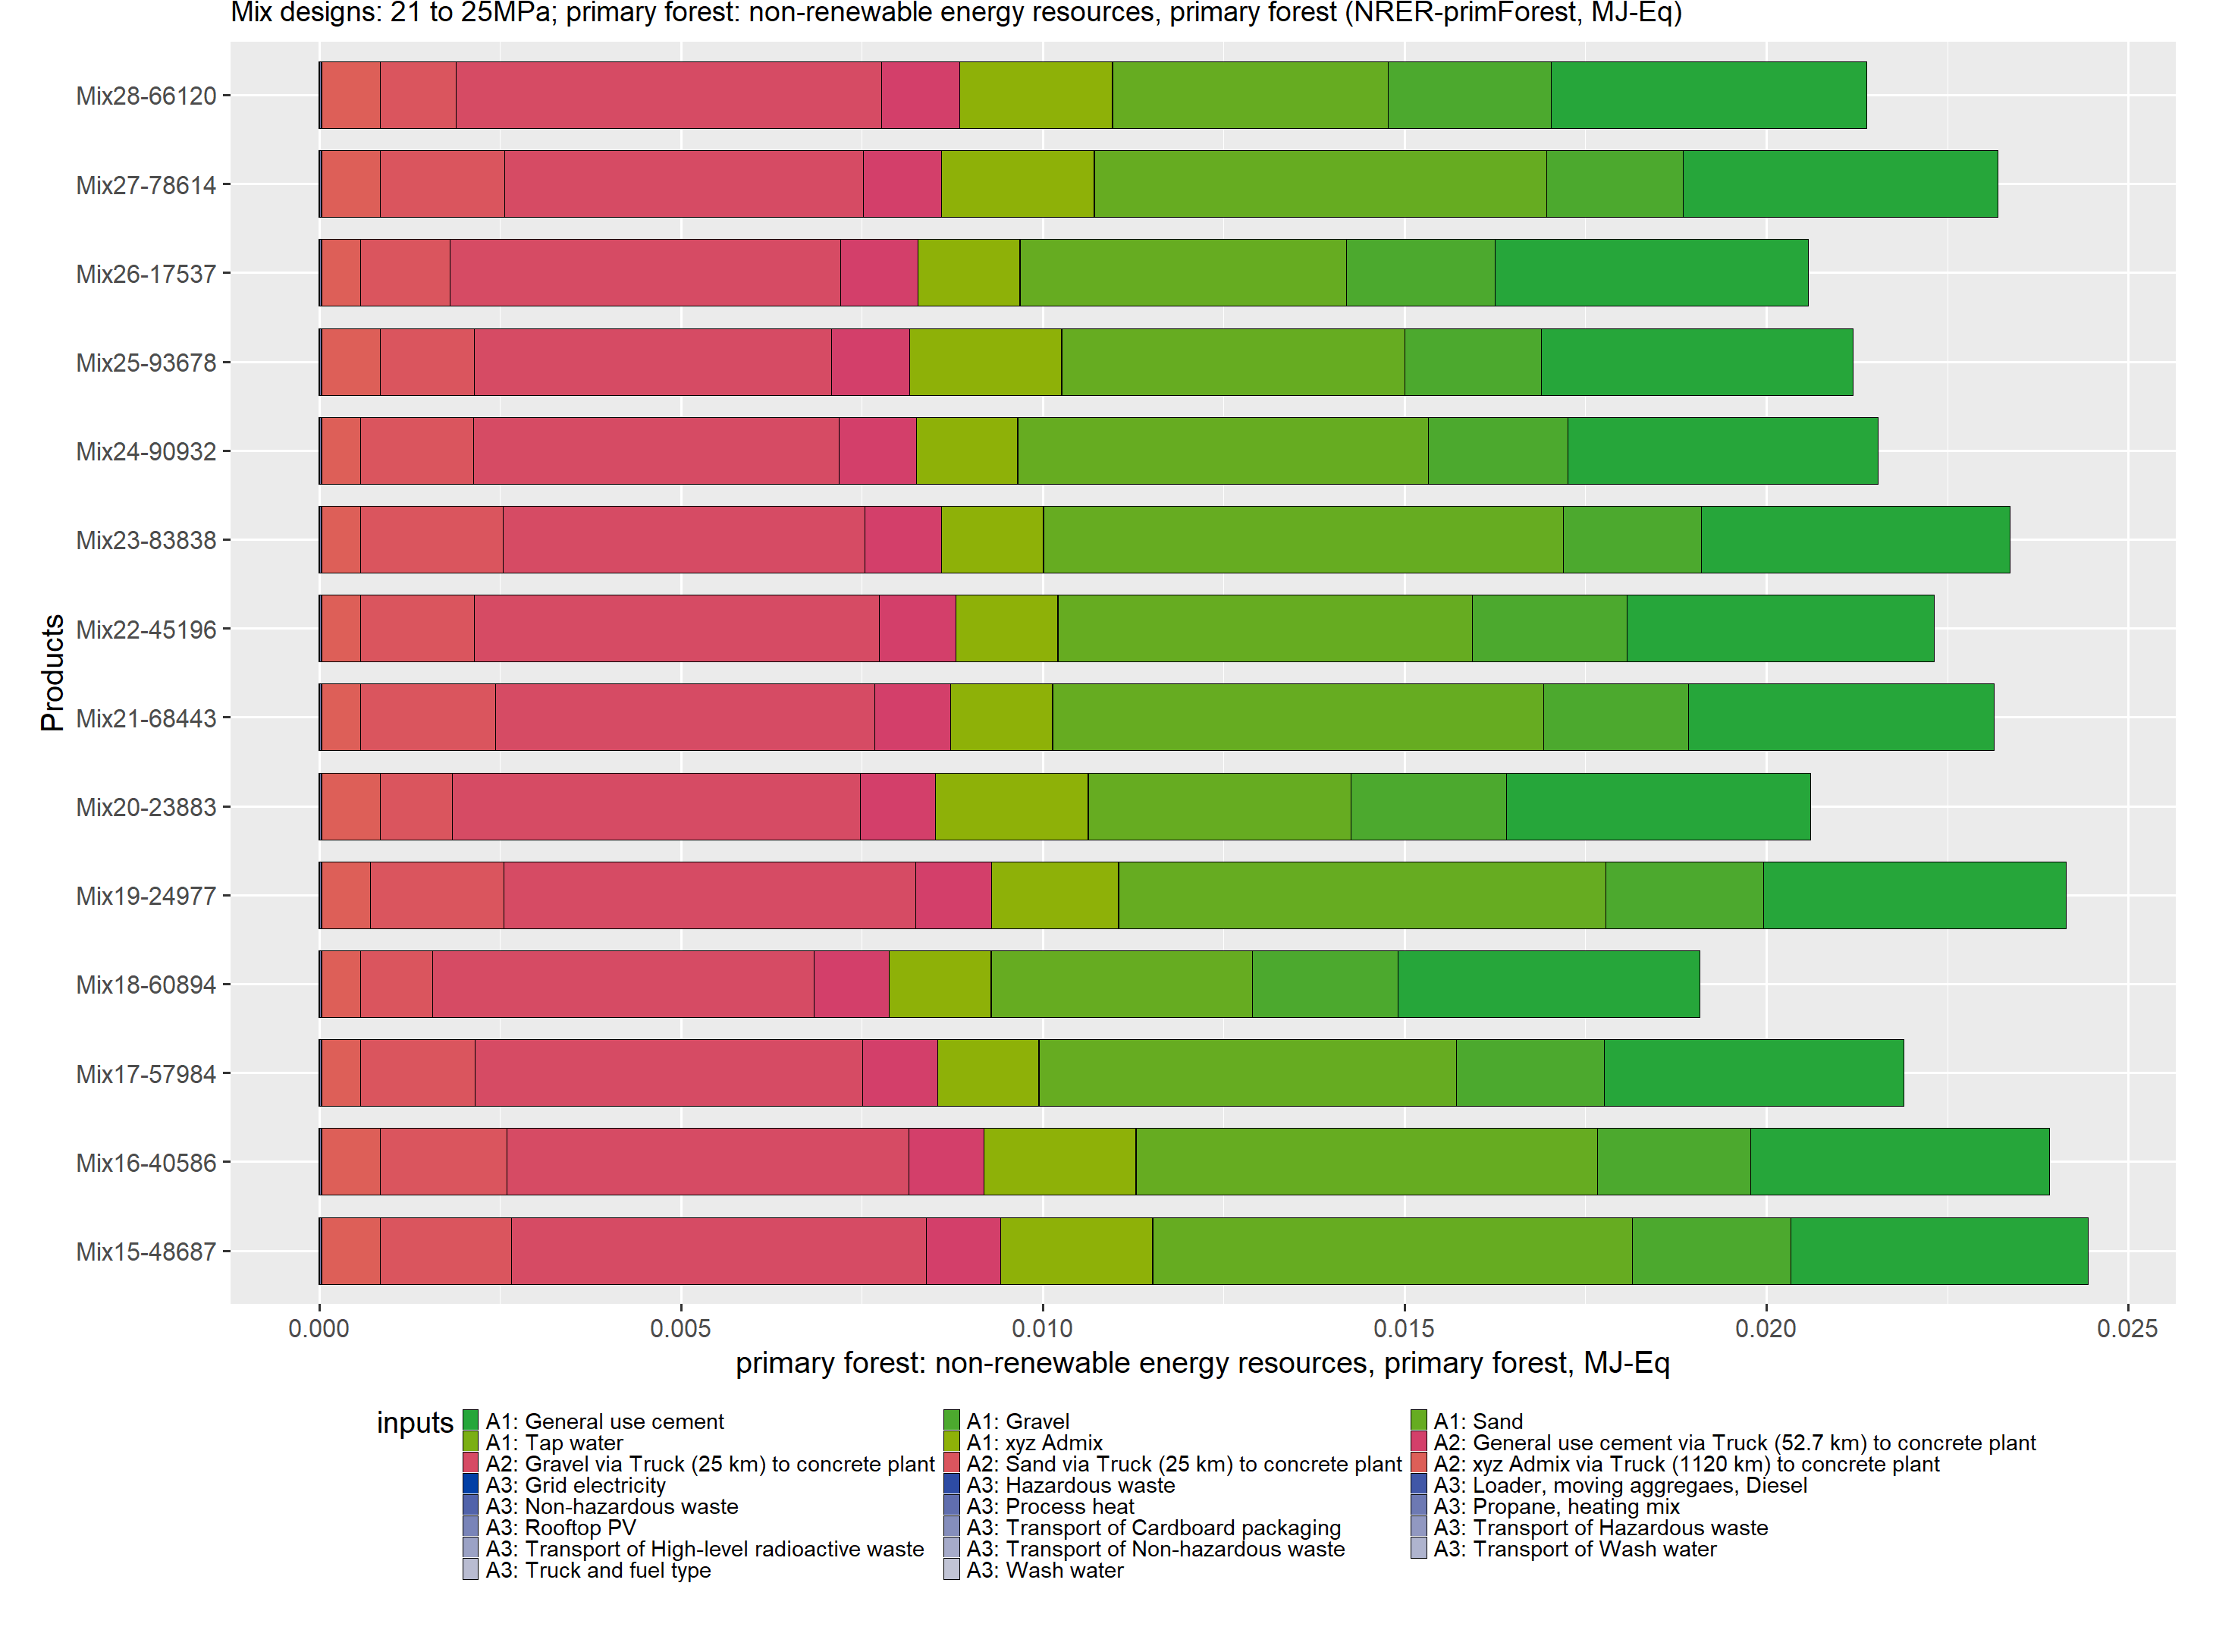 Mix designs: 21 to 25MPa; primary forest: non-renewable energy resources, primary forest (NRER-primForest, MJ-Eq)
Products
Mix28-66120
Mix27-78614
Mix26-17537
Mix25-93678
Mix24-90932
Mix23-83838
Mix22-45196
Mix21-68443
Mix20-23883
Mix19-24977
Mix18-60894
Mix17-57984
Mix16-40586
Mix15-48687
0.000 0.005 0.010 0.015 0.020 0.025
primary forest: non-renewable energy resources, primary forest, MJ-Eq
inputs
A1: General use cement A1: Gravel A1: Sand
A1: Tap water A1: xyz Admix A2: General use cement via Truck (52.7 km) to concrete plant
A2: Gravel via Truck (25 km) to concrete plant A2: Sand via Truck (25 km) to concrete plant A2: xyz Admix via Truck (1120 km) to concrete plant
A3: Grid electricity A3: Hazardous waste A3: Loader, moving aggregaes, Diesel
A3: Non-hazardous waste A3: Process heat A3: Propane, heating mix
A3: Rooftop PV A3: Transport of Cardboard packaging A3: Transport of Hazardous waste
A3: Transport of High-level radioactive waste A3: Transport of Non-hazardous waste A3: Transport of Wash water
A3: Truck and fuel type A3: Wash water